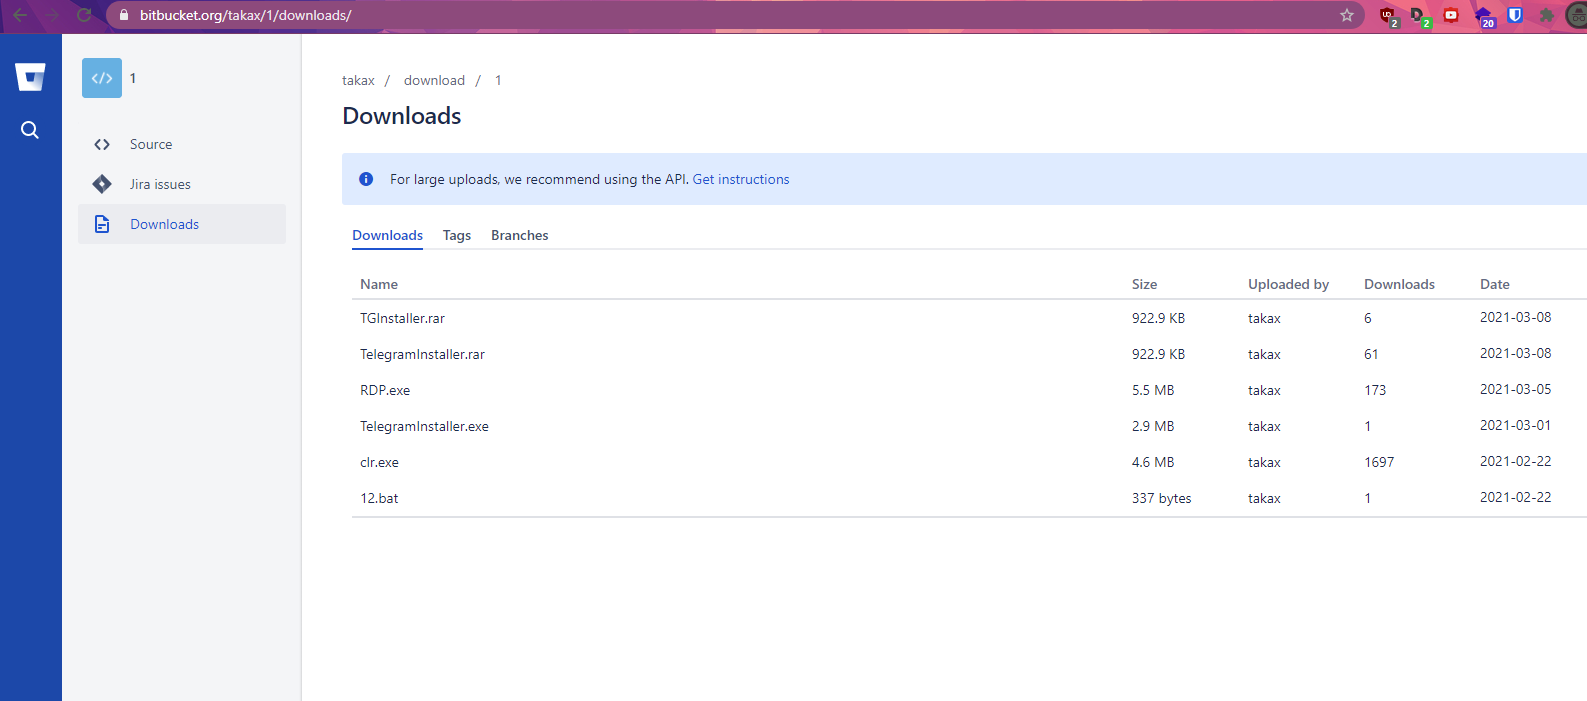 bitbucket.org/takax/1/downloads/
2
2
20
</> 1
Source
Jira issues
Downloads
takax / download / 1
Downloads
For large uploads, we recommend using the API. Get instructions
Downloads Tags Branches
Name Size Uploaded by Downloads Date
TGInstaller.rar 922.9 KB takax 6 2021-03-08
TelegramInstaller.rar 922.9 KB takax 61 2021-03-08
RDP.exe 5.5 MB takax 173 2021-03-05
TelegramInstaller.exe 2.9 MB takax 1 2021-03-01
clr.exe 4.6 MB takax 1697 2021-02-22
12.bat 337 bytes takax 1 2021-02-22